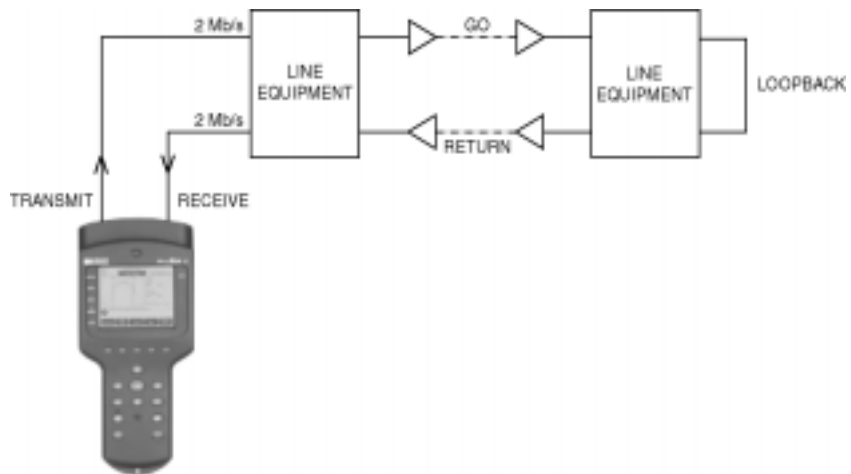 2 Mb/s
GO
LINE
EQUIPMENT
LINE
EQUIPMENT
LOOPBACK
2 Mb/s
RETURN
TRANSMIT
RECEIVE